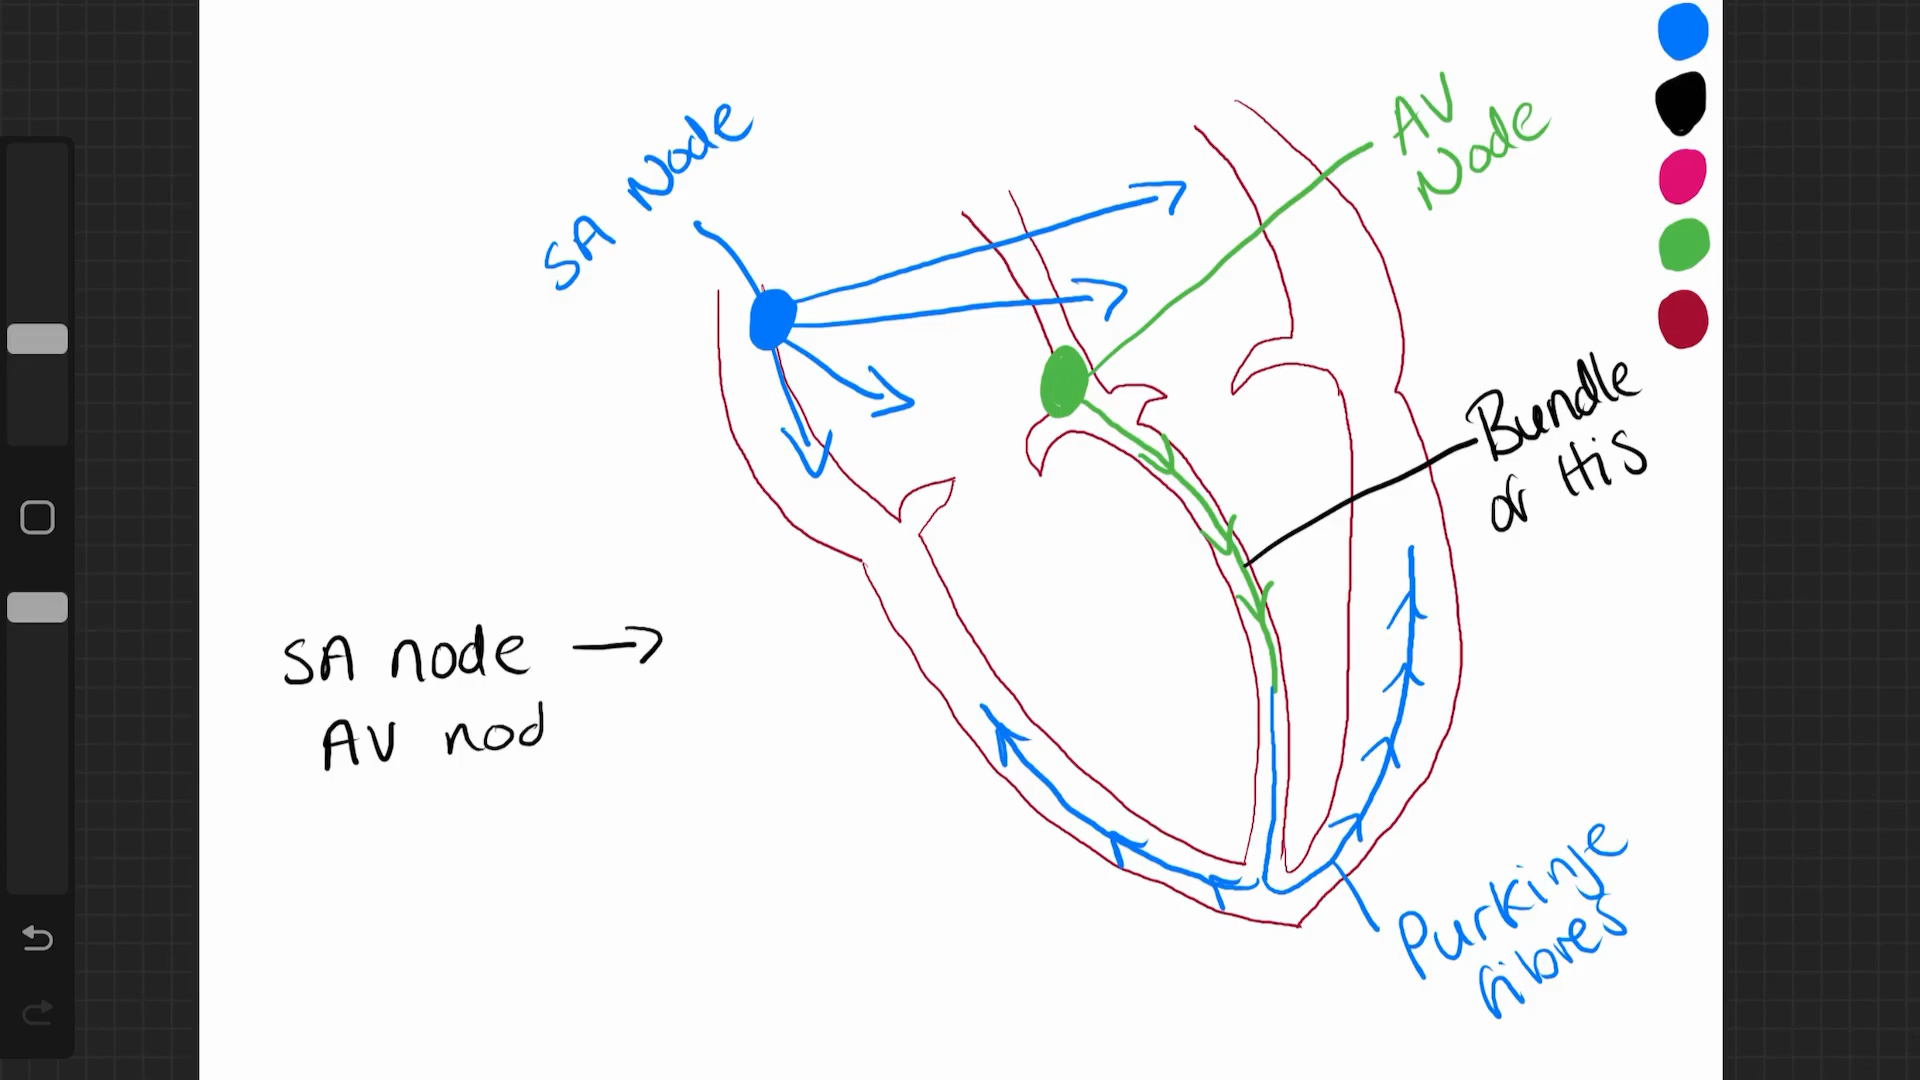 SA Node
AV
Node
Bundle
of His
SA node →
AV nod
Purkinje
fibres